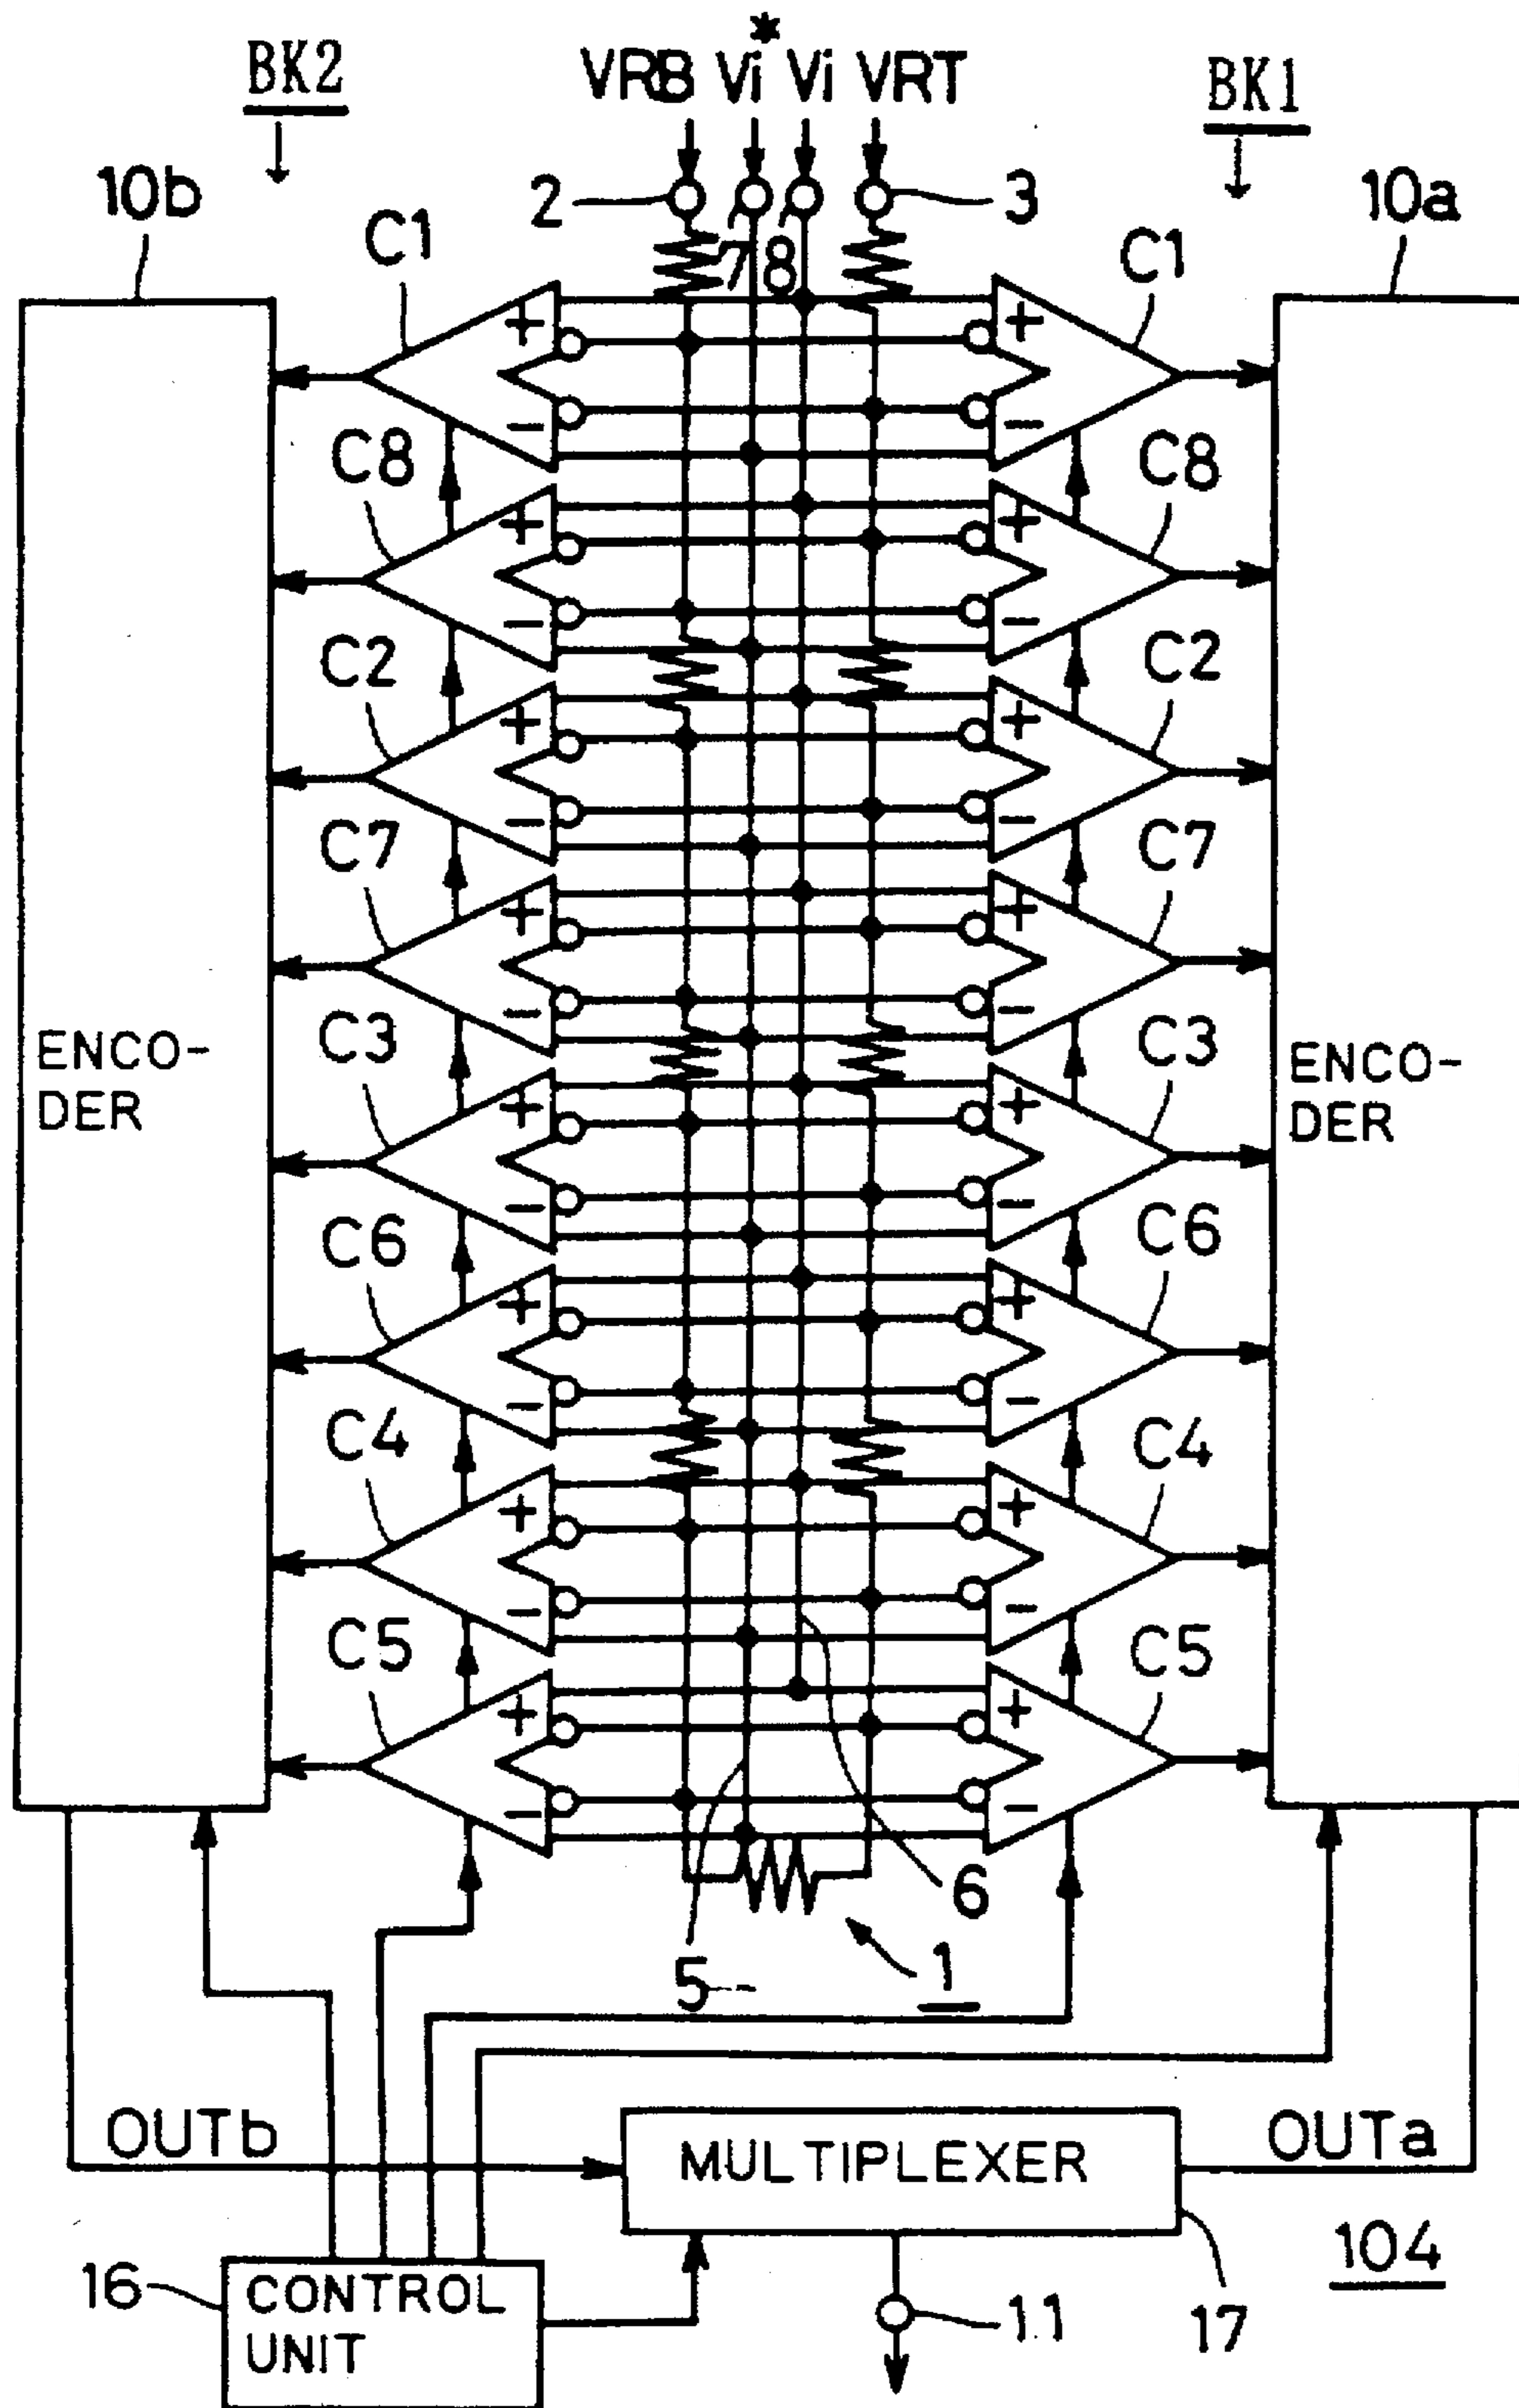 BK2 VRB Vi* Vi VRT BK1
10b 2 7 8 3 10a
C1 + + C1
- -
C8 + + C8
- -
C2 + + C2
- -
C7 + + C7
- -
ENCO-
DER
C3 + + C3
- -
ENCO-
DER
C6 + + C6
- -
C4 + + C4
- -
C5 + + C5
- -
5 1 6
OUTb MULTIPLEXER OUTa
16 CONTROL
UNIT
11 17 104